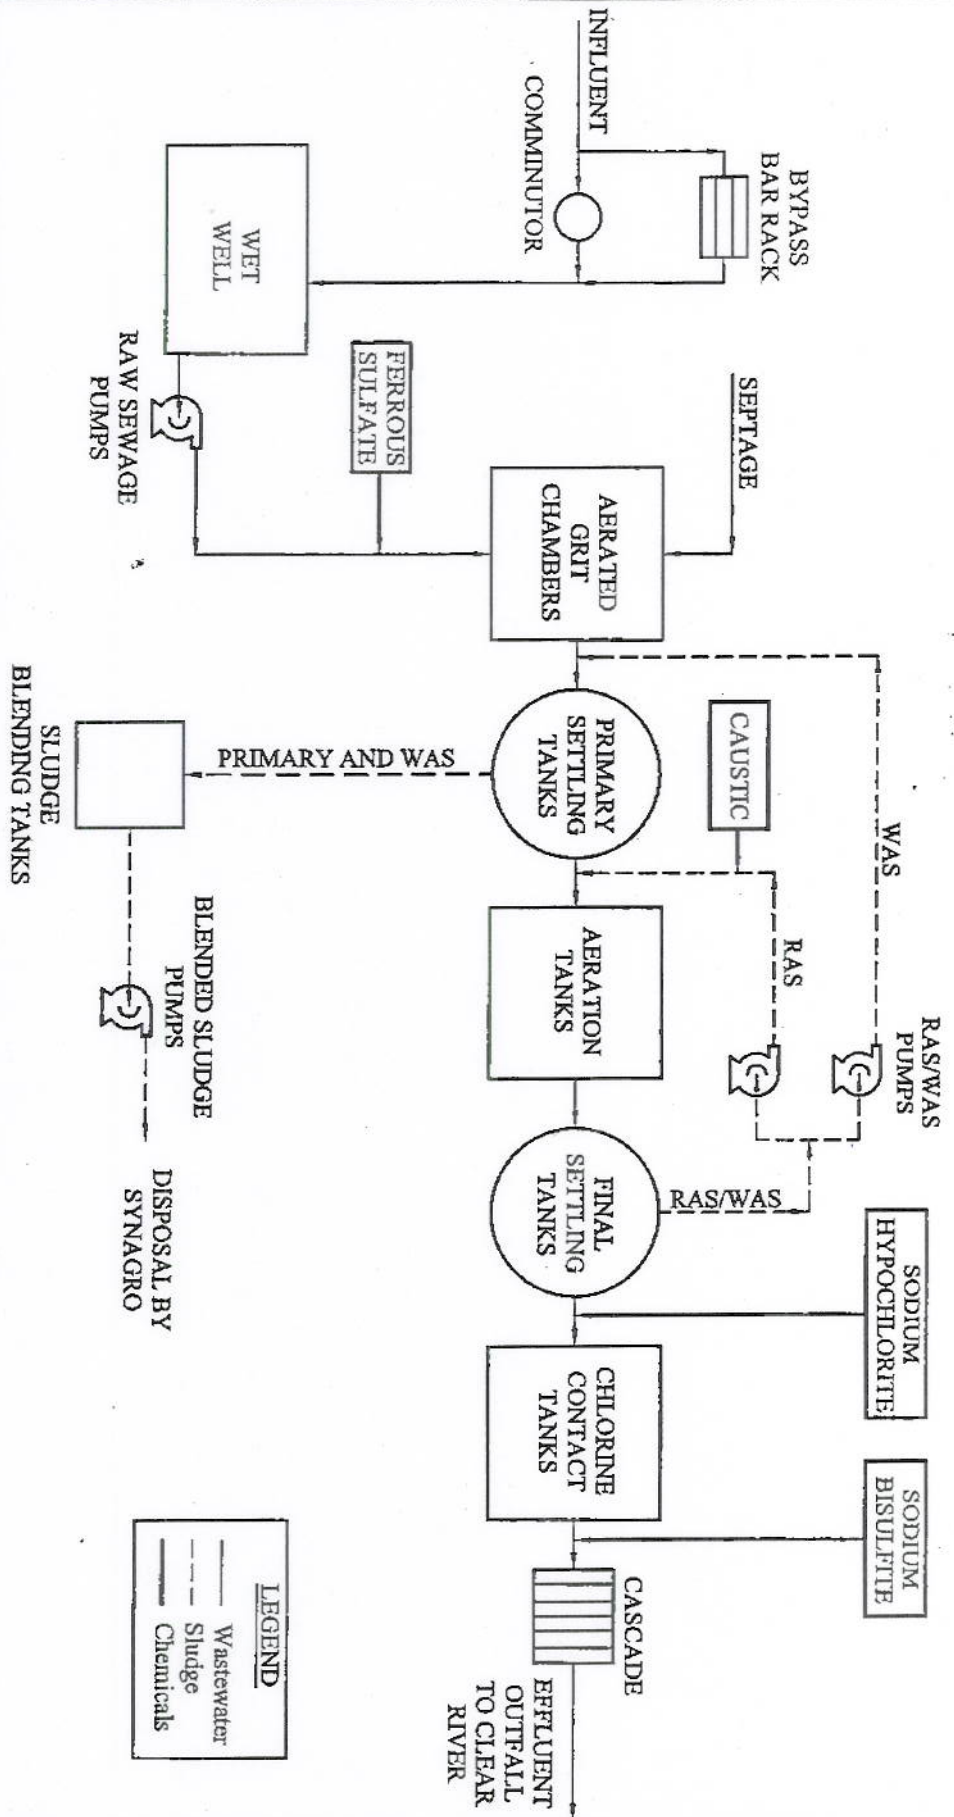 INFLUENT
BYPASS
BAR RACK
COMMINUTOR
WET
WELL
RAW SEWAGE
PUMPS
FERROUS
SULFATE
SEPTAGE
AERATED
GRIT
CHAMBERS
PRIMARY
SETTLING
TANKS
PRIMARY AND WAS
SLUDGE
BLENDING TANKS
BLENDED SLUDGE
PUMPS
DISPOSAL BY
SYNAGRO
CAUSTIC
WAS
RAS
RAS/WAS
PUMPS
AERATION
TANKS
FINAL
SETTLING
TANKS
RAS/WAS
SODIUM
HYPOCHLORITE
CHLORINE
CONTACT
TANKS
SODIUM
BISULFITE
CASCADE
EFFLUENT
OUTFALL
TO CLEAR
RIVER
LEGEND
Wastewater
Sludge
Chemicals